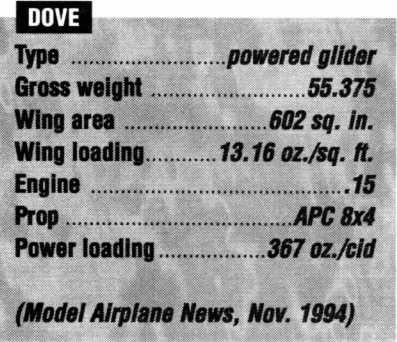 DOVE
Type ........................powered glider
Gross weight ........................55.375
Wing area ........................602 sq. in.
Wing loading............13.16 oz./sq. ft.
Engine .......................................15
Prop ....................................APC 8x4
Power loading.................367 oz./cid
(Model Airplane News, Nov. 1994)